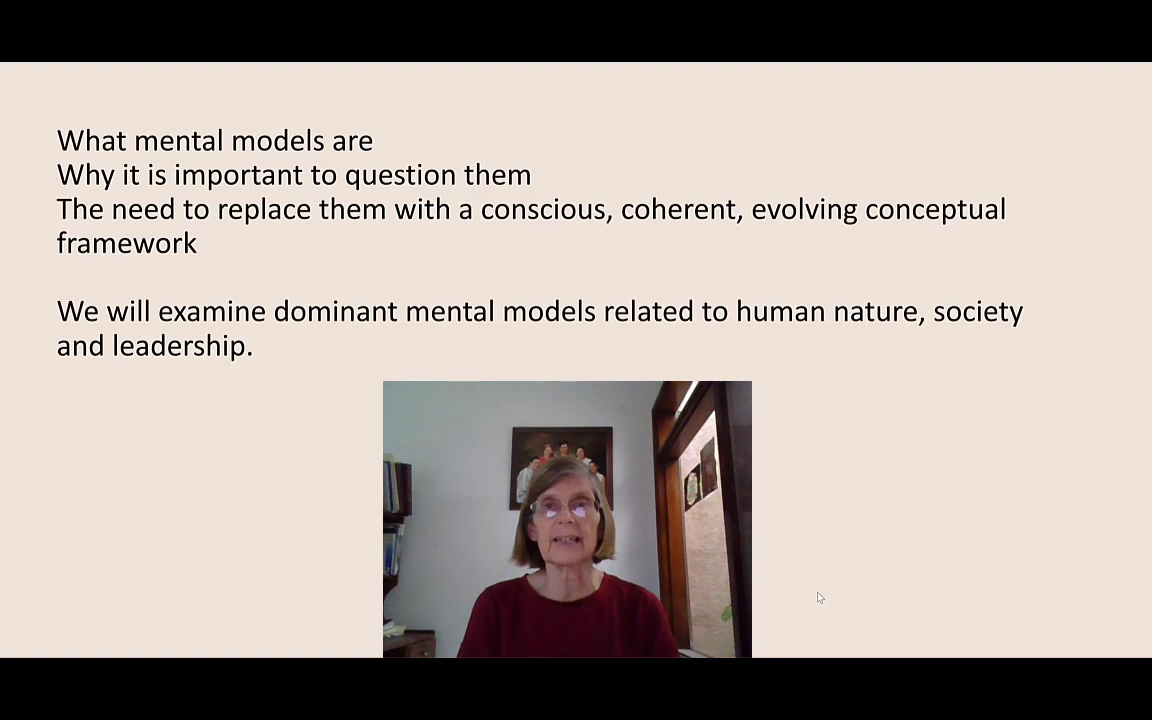 What mental models are
Why it is important to question them
The need to replace them with a conscious, coherent, evolving conceptual
framework
We will examine dominant mental models related to human nature, society
and leadership.